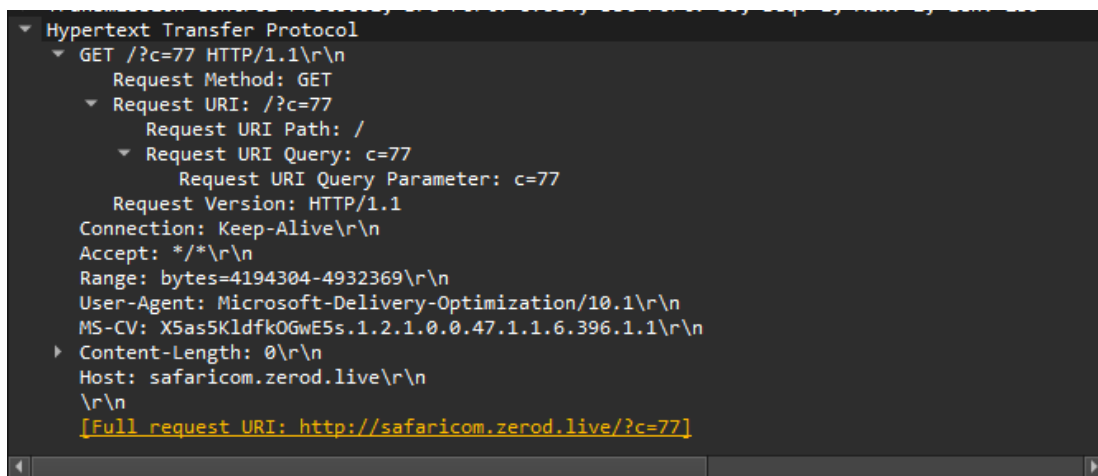 Hypertext Transfer Protocol
GET /?c=77 HTTP/1.1\r\n
Request Method: GET
Request URI: /?c=77
Request URI Path: /
Request URI Query: c=77
Request URI Query Parameter: c=77
Request Version: HTTP/1.1
Connection: Keep-Alive\r\n
Accept: */*\r\n
Range: bytes=4194304-4932369\r\n
User-Agent: Microsoft-Delivery-Optimization/10.1\r\n
MS-CV: X5as5KldfkOGwE5s.1.2.1.0.0.47.1.1.6.396.1.1\r\n
Content-Length: 0\r\n
Host: safaricom.zerod.live\r\n
\r\n
[Full request URI: http://safaricom.zerod.live/?c=77]